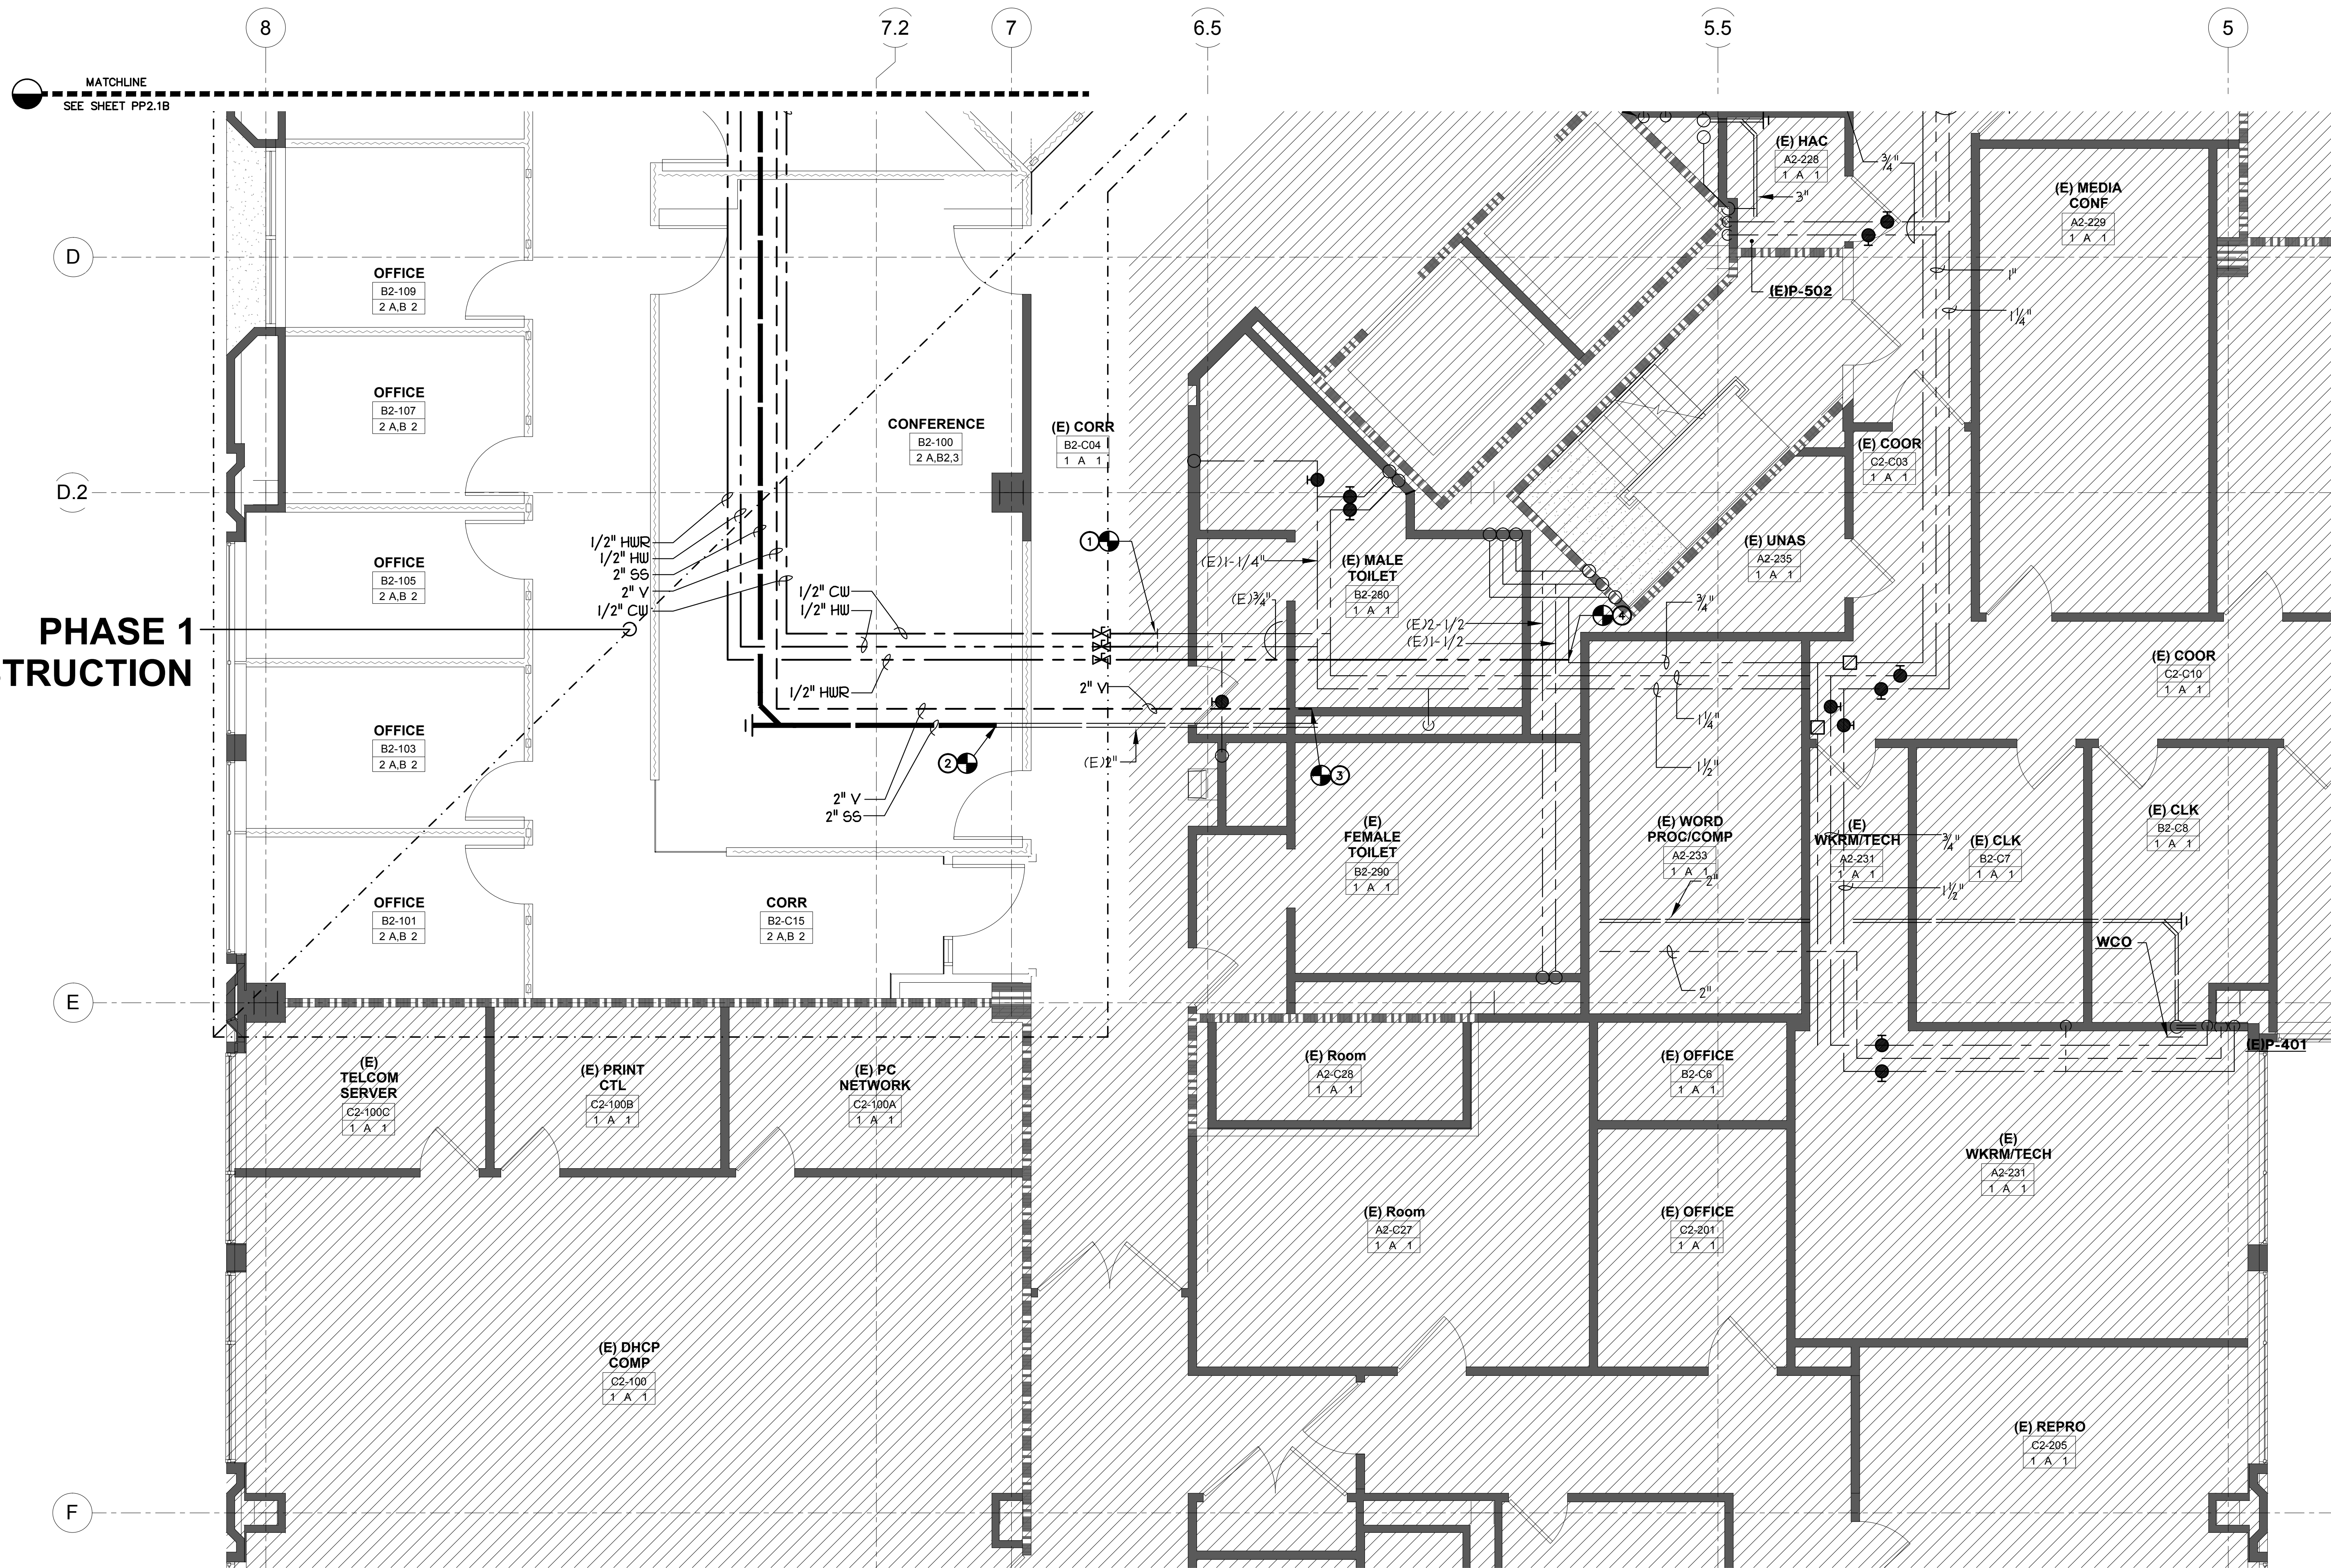 8
7.2
7
6.5
5.5
5
MATCHLINE
SEE SHEET PP2.1B
D
D.2
E
F
PHASE 1
TRUCTION
OFFICE
B2-109
2 A,B 2
OFFICE
B2-107
2 A,B 2
OFFICE
B2-105
2 A,B 2
OFFICE
B2-103
2 A,B 2
OFFICE
B2-101
2 A,B 2
CONFERENCE
B2-100
2 A,B2,3
(E) CORR
B2-C04
1 A 1
CORR
B2-C15
2 A,B 2
1/2" HWR
1/2" HW
2" SS
2" V
1/2" CW
1/2" CW
1/2" HW
1/2" HWR
2" V
2" V
2" SS
(E)2"
1
2
3
4
(E)1-1/4"
(E)3/4"
(E)2-1/2
(E)1-1/2
(E) MALE
TOILET
B2-280
1 A 1
(E)
FEMALE
TOILET
B2-290
1 A 1
(E) HAC
A2-228
1 A 1
3/4"
3"
(E)P-502
1"
1 1/4"
(E) MEDIA
CONF
A2-229
1 A 1
(E) COOR
C2-C03
1 A 1
(E) UNAS
A2-235
1 A 1
3/4"
1 1/4"
1 1/2"
(E) COOR
C2-C10
1 A 1
(E) WORD
PROC/COMP
A2-233
1 A 1
2"
2"
(E)
WKRM/TECH
A2-231
1 A 1
3/4"
1 1/2"
(E) CLK
B2-C7
1 A 1
(E) CLK
B2-C8
1 A 1
WCO
(E)P-401
(E)
TELCOM
SERVER
C2-100C
1 A 1
(E) PRINT
CTL
C2-100B
1 A 1
(E) PC
NETWORK
C2-100A
1 A 1
(E) Room
A2-C28
1 A 1
(E) OFFICE
B2-C6
1 A 1
(E)
WKRM/TECH
A2-231
1 A 1
(E) Room
A2-C27
1 A 1
(E) OFFICE
C2-201
1 A 1
(E) DHCP
COMP
C2-100
1 A 1
(E) REPRO
C2-205
1 A 1